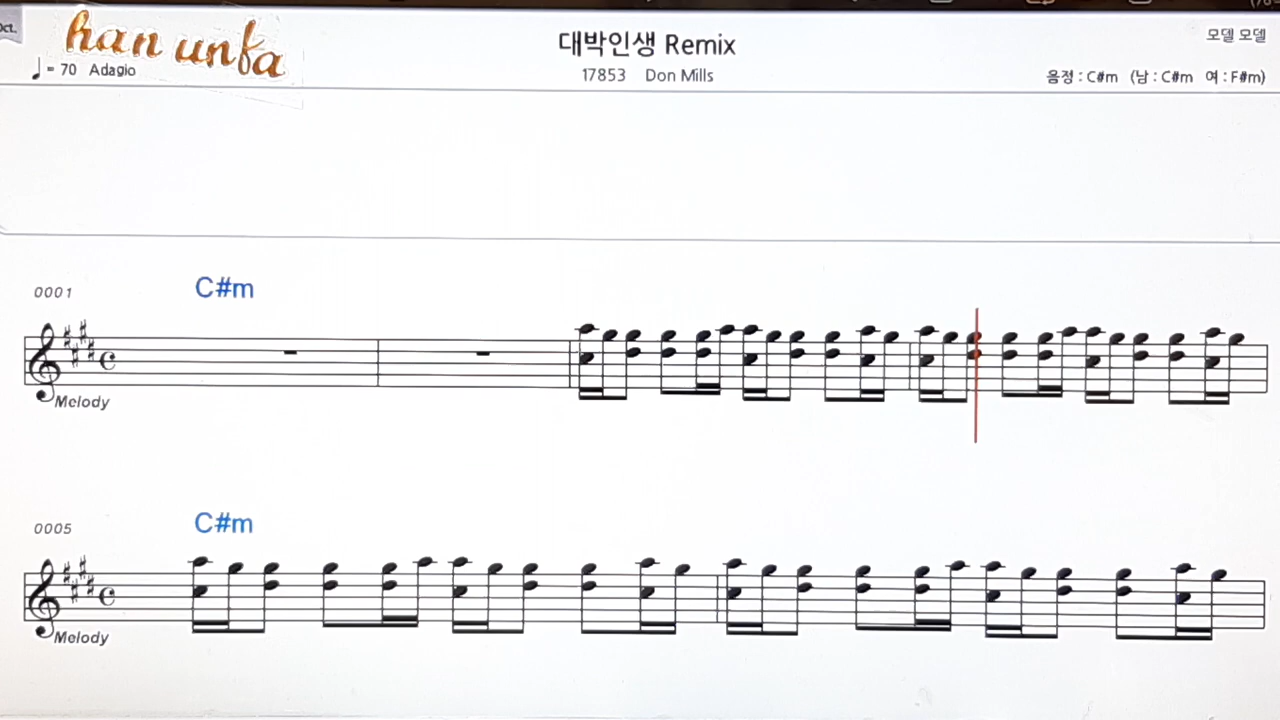 Oct.
han unfa
♩ = 70 Adagio
대박인생 Remix
17853 Don Mills
모델 모델
음정 : C#m (남 : C#m 여 : F#m)
0001
C#m
Melody
0005
C#m
Melody